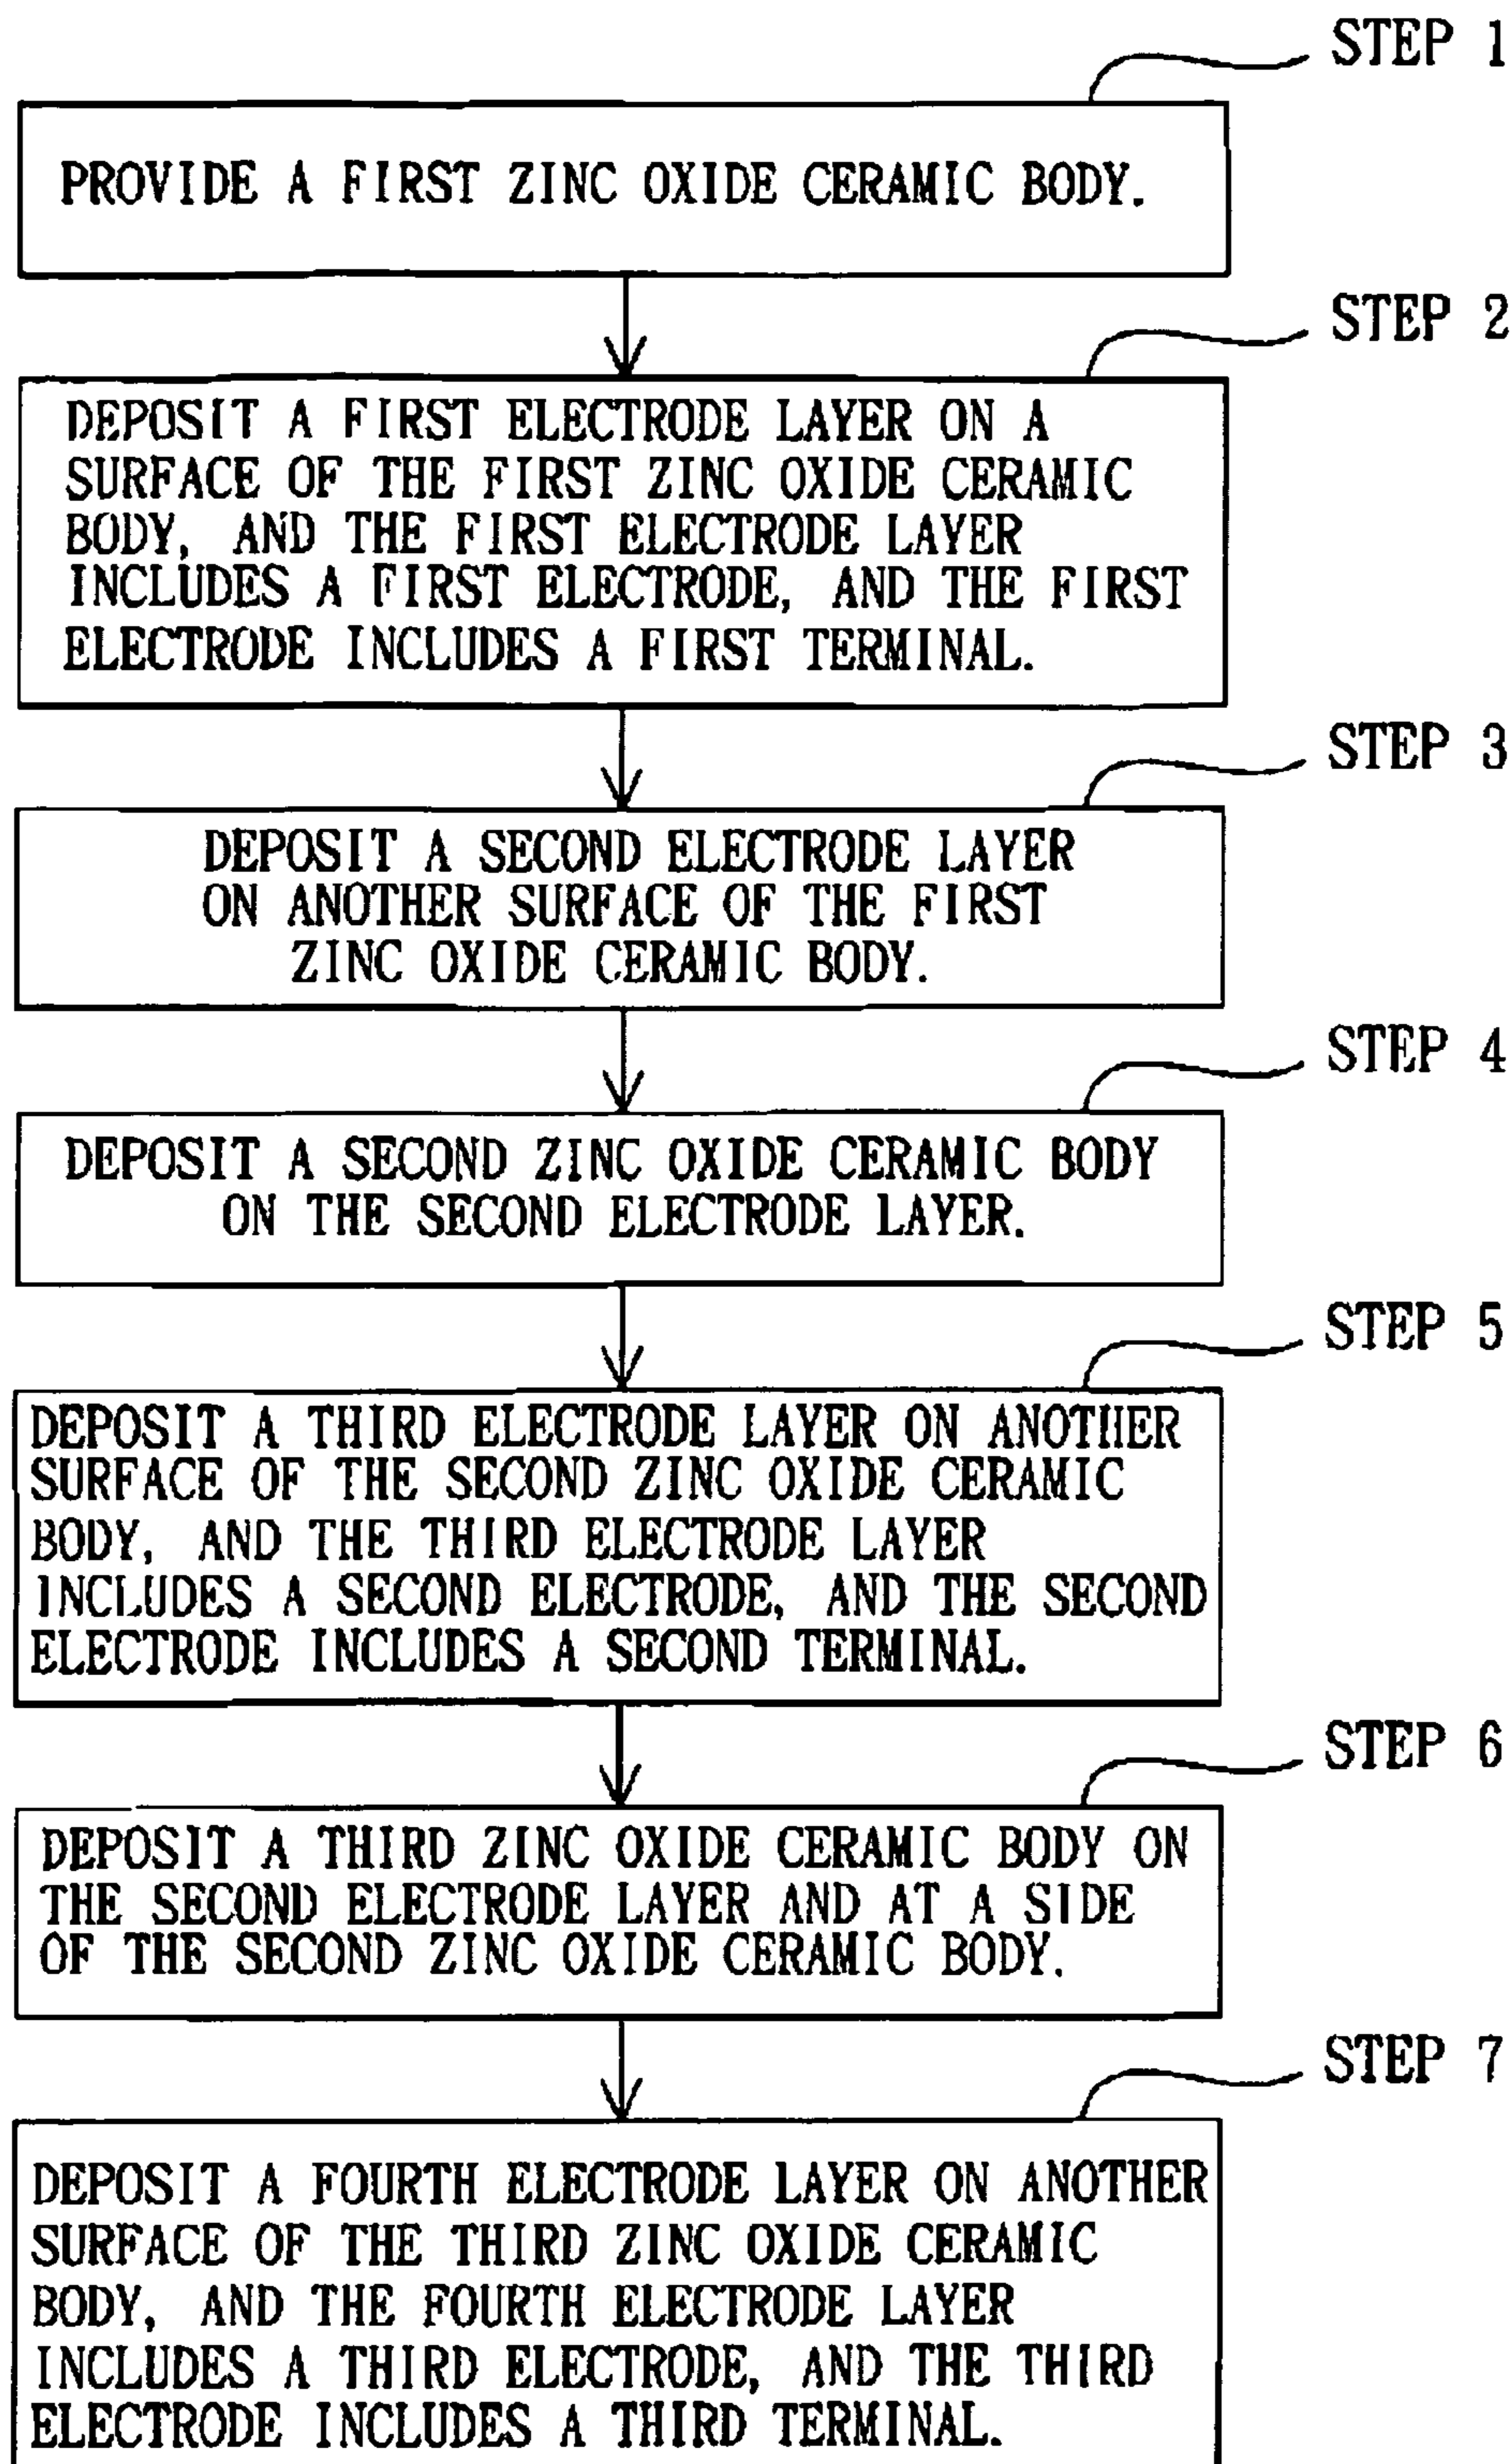 STEP 1
PROVIDE A FIRST ZINC OXIDE CERAMIC BODY.
STEP 2
DEPOSIT A FIRST ELECTRODE LAYER ON A
SURFACE OF THE FIRST ZINC OXIDE CERAMIC
BODY, AND THE FIRST ELECTRODE LAYER
INCLUDES A FIRST ELECTRODE, AND THE FIRST
ELECTRODE INCLUDES A FIRST TERMINAL.
STEP 3
DEPOSIT A SECOND ELECTRODE LAYER
ON ANOTHER SURFACE OF THE FIRST
ZINC OXIDE CERAMIC BODY.
STEP 4
DEPOSIT A SECOND ZINC OXIDE CERAMIC BODY
ON THE SECOND ELECTRODE LAYER.
STEP 5
DEPOSIT A THIRD ELECTRODE LAYER ON ANOTHER
SURFACE OF THE SECOND ZINC OXIDE CERAMIC
BODY, AND THE THIRD ELECTRODE LAYER
INCLUDES A SECOND ELECTRODE, AND THE SECOND
ELECTRODE INCLUDES A SECOND TERMINAL.
STEP 6
DEPOSIT A THIRD ZINC OXIDE CERAMIC BODY ON
THE SECOND ELECTRODE LAYER AND AT A SIDE
OF THE SECOND ZINC OXIDE CERAMIC BODY.
STEP 7
DEPOSIT A FOURTH ELECTRODE LAYER ON ANOTHER
SURFACE OF THE THIRD ZINC OXIDE CERAMIC
BODY, AND THE FOURTH ELECTRODE LAYER
INCLUDES A THIRD ELECTRODE, AND THE THIRD
ELECTRODE INCLUDES A THIRD TERMINAL.